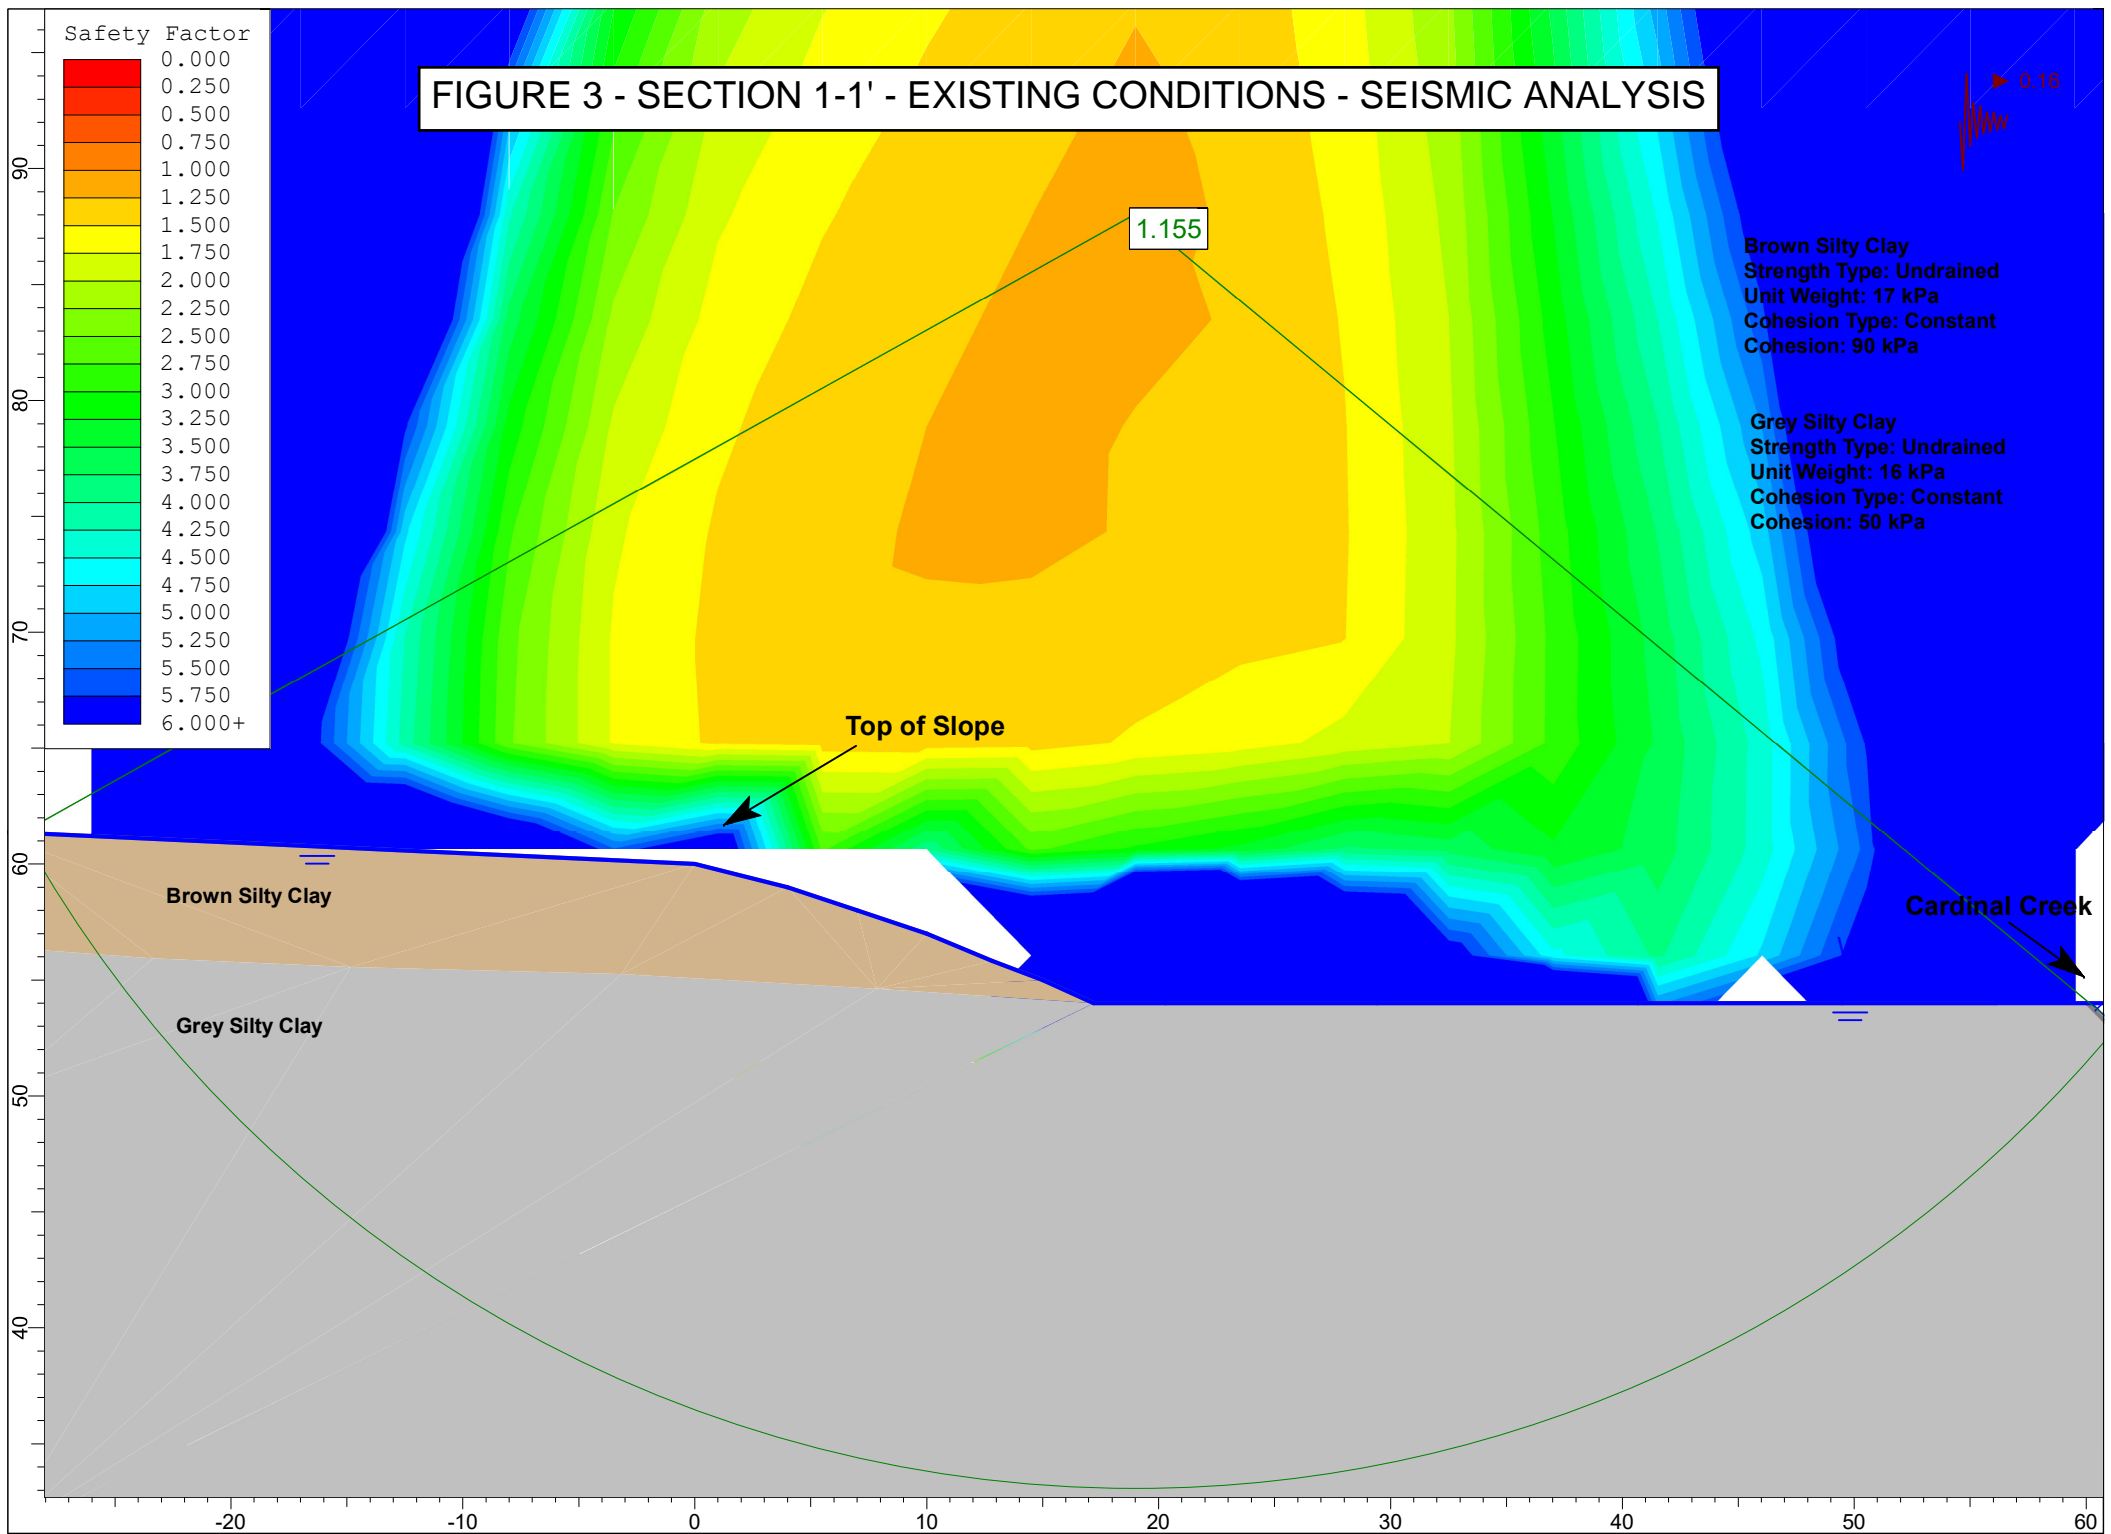 Safety Factor
0.000
0.250
0.500
0.750
1.000
1.250
1.500
1.750
2.000
2.250
2.500
2.750
3.000
3.250
3.500
3.750
4.000
4.250
4.500
4.750
5.000
5.250
5.500
5.750
6.000+
FIGURE 3 - SECTION 1-1' - EXISTING CONDITIONS - SEISMIC ANALYSIS
0.16
1.155
Brown Silty Clay
Strength Type: Undrained
Unit Weight: 17 kPa
Cohesion Type: Constant
Cohesion: 90 kPa
Grey Silty Clay
Strength Type: Undrained
Unit Weight: 16 kPa
Cohesion Type: Constant
Cohesion: 50 kPa
Top of Slope
Brown Silty Clay
Cardinal Creek
Grey Silty Clay
90
80
70
60
50
40
-20 -10 0 10 20 30 40 50 60